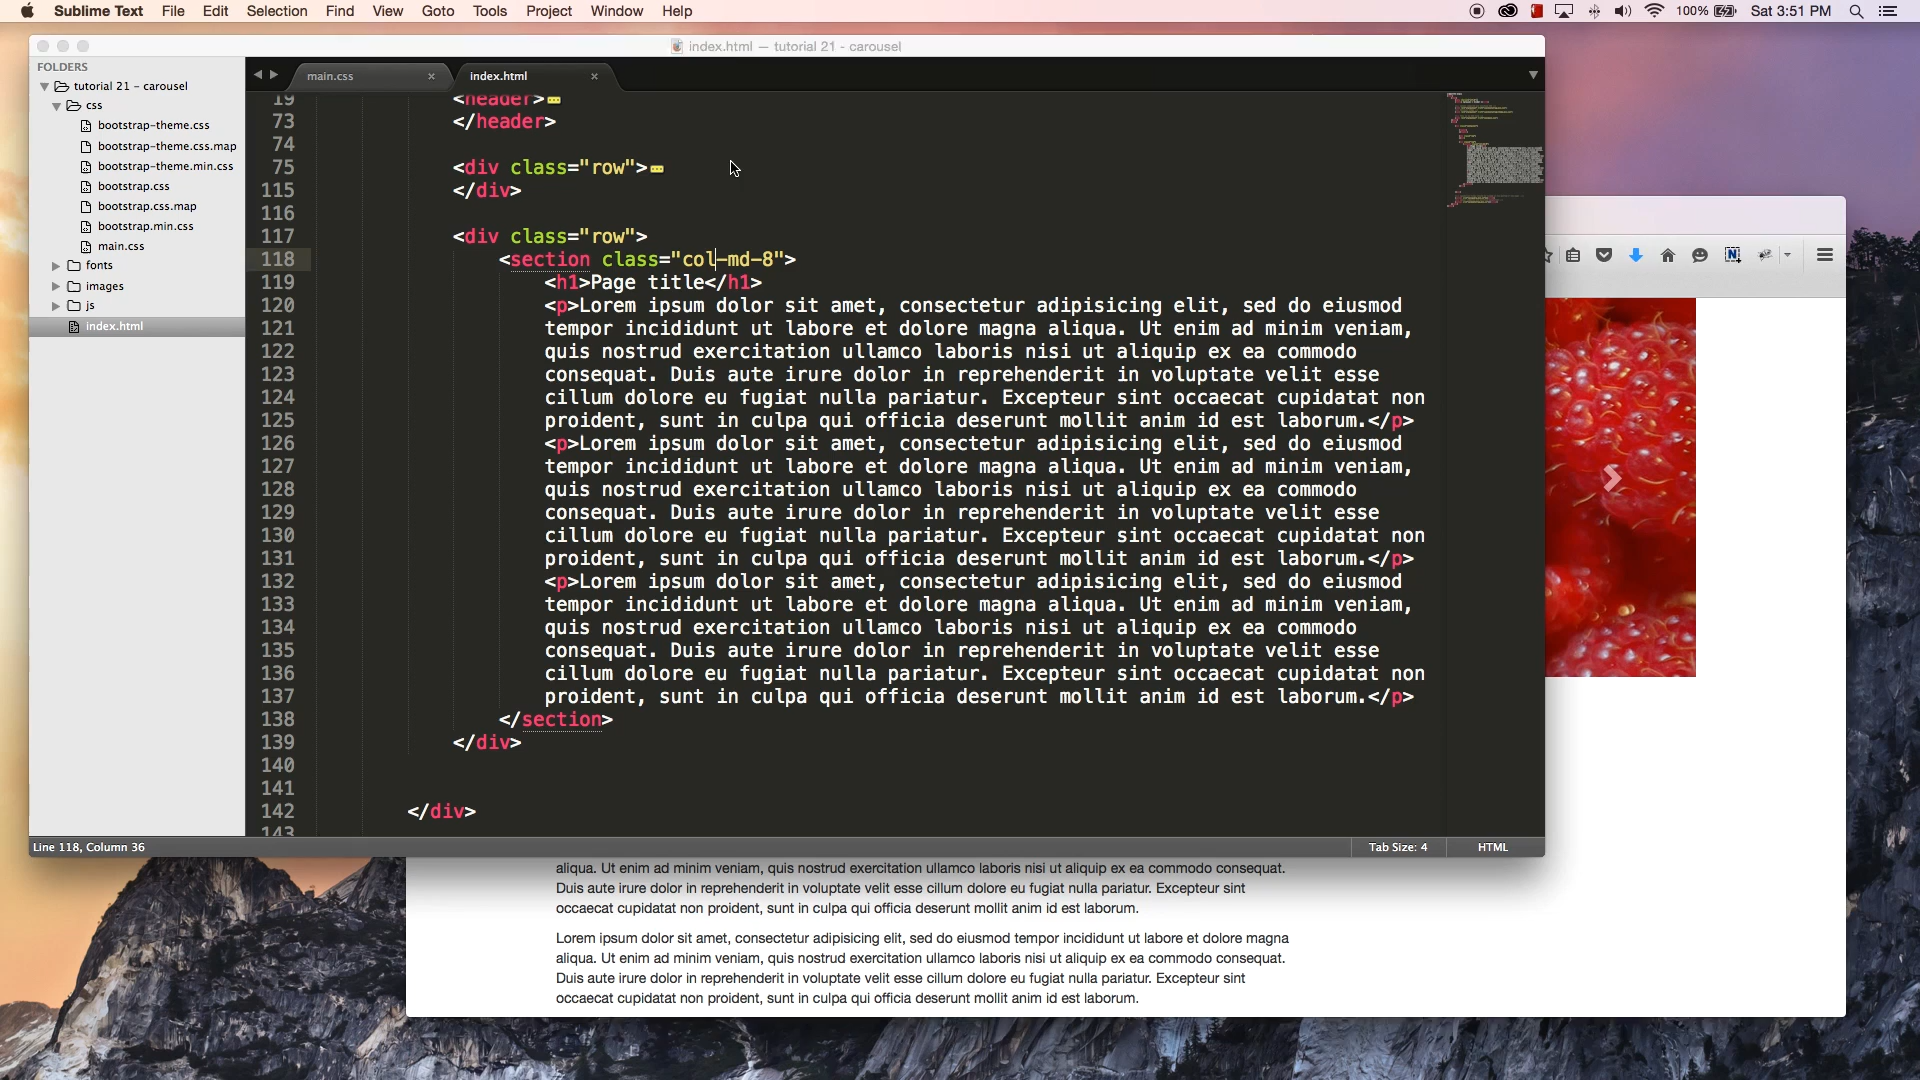 Sublime Text File Edit Selection Find View Goto Tools Project Window Help 100% Sat 3:51 PM
index.html — tutorial 21 - carousel
FOLDERS
tutorial 21 - carousel
css
bootstrap-theme.css
bootstrap-theme.css.map
bootstrap-theme.min.css
bootstrap.css
bootstrap.css.map
bootstrap.min.css
main.css
fonts
images
js
index.html
main.css × index.html ×
19 <header>
73 </header>
74
75 <div class="row">
115 </div>
116
117 <div class="row">
118 <section class="col-md-8">
119 <h1>Page title</h1>
120 <p>Lorem ipsum dolor sit amet, consectetur adipisicing elit, sed do eiusmod
121 tempor incididunt ut labore et dolore magna aliqua. Ut enim ad minim veniam,
122 quis nostrud exercitation ullamco laboris nisi ut aliquip ex ea commodo
123 consequat. Duis aute irure dolor in reprehenderit in voluptate velit esse
124 cillum dolore eu fugiat nulla pariatur. Excepteur sint occaecat cupidatat non
125 proident, sunt in culpa qui officia deserunt mollit anim id est laborum.</p>
126 <p>Lorem ipsum dolor sit amet, consectetur adipisicing elit, sed do eiusmod
127 tempor incididunt ut labore et dolore magna aliqua. Ut enim ad minim veniam,
128 quis nostrud exercitation ullamco laboris nisi ut aliquip ex ea commodo
129 consequat. Duis aute irure dolor in reprehenderit in voluptate velit esse
130 cillum dolore eu fugiat nulla pariatur. Excepteur sint occaecat cupidatat non
131 proident, sunt in culpa qui officia deserunt mollit anim id est laborum.</p>
132 <p>Lorem ipsum dolor sit amet, consectetur adipisicing elit, sed do eiusmod
133 tempor incididunt ut labore et dolore magna aliqua. Ut enim ad minim veniam,
134 quis nostrud exercitation ullamco laboris nisi ut aliquip ex ea commodo
135 consequat. Duis aute irure dolor in reprehenderit in voluptate velit esse
136 cillum dolore eu fugiat nulla pariatur. Excepteur sint occaecat cupidatat non
137 proident, sunt in culpa qui officia deserunt mollit anim id est laborum.</p>
138 </section>
139 </div>
140
141
142 </div>
143
Line 118, Column 36 Tab Size: 4 HTML
aliqua. Ut enim ad minim veniam, quis nostrud exercitation ullamco laboris nisi ut aliquip ex ea commodo consequat.
Duis aute irure dolor in reprehenderit in voluptate velit esse cillum dolore eu fugiat nulla pariatur. Excepteur sint
occaecat cupidatat non proident, sunt in culpa qui officia deserunt mollit anim id est laborum.
Lorem ipsum dolor sit amet, consectetur adipisicing elit, sed do eiusmod tempor incididunt ut labore et dolore magna
aliqua. Ut enim ad minim veniam, quis nostrud exercitation ullamco laboris nisi ut aliquip ex ea commodo consequat.
Duis aute irure dolor in reprehenderit in voluptate velit esse cillum dolore eu fugiat nulla pariatur. Excepteur sint
occaecat cupidatat non proident, sunt in culpa qui officia deserunt mollit anim id est laborum.